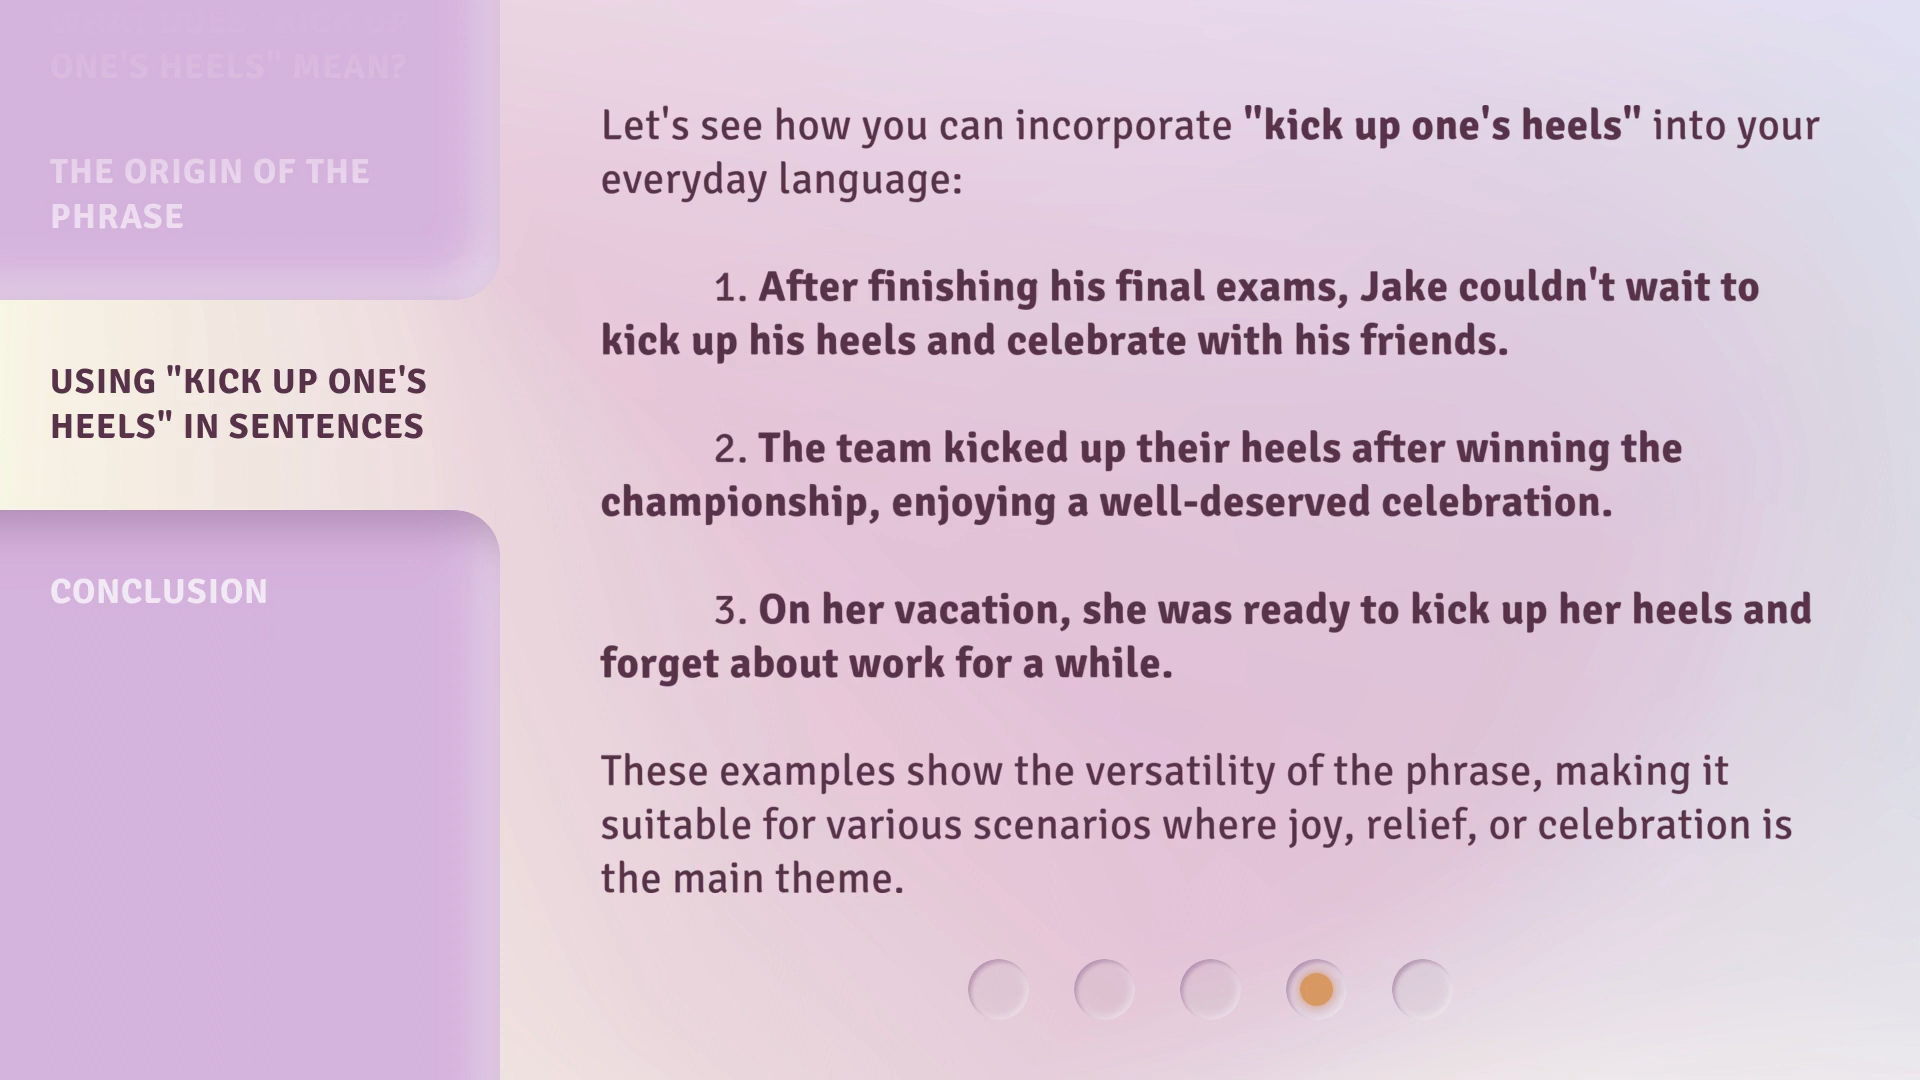 ONE'S HEELS" MEAN?
THE ORIGIN OF THE
PHRASE
USING "KICK UP ONE'S
HEELS" IN SENTENCES
CONCLUSION
Let's see how you can incorporate "kick up one's heels" into your
everyday language:
1. After finishing his final exams, Jake couldn't wait to
kick up his heels and celebrate with his friends.
2. The team kicked up their heels after winning the
championship, enjoying a well-deserved celebration.
3. On her vacation, she was ready to kick up her heels and
forget about work for a while.
These examples show the versatility of the phrase, making it
suitable for various scenarios where joy, relief, or celebration is
the main theme.